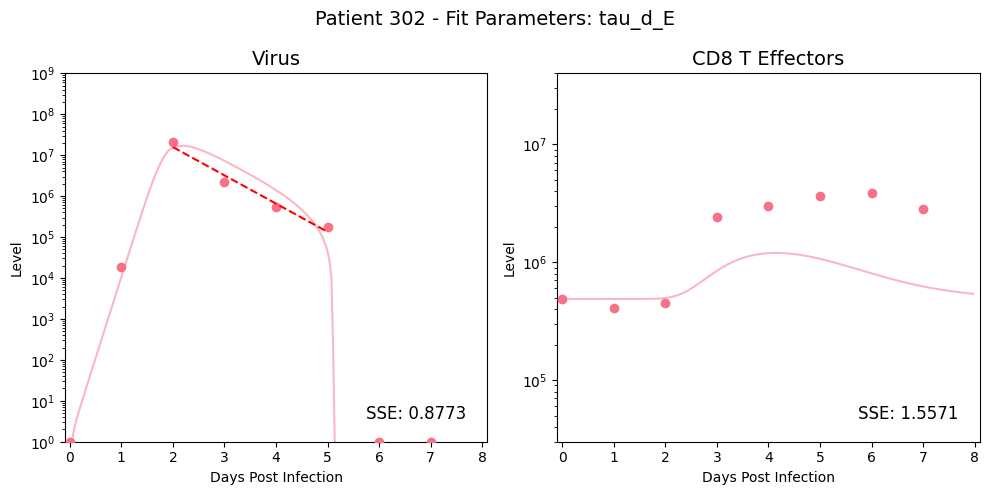 Patient 302 - Fit Parameters: tau_d_E
Virus
CD8 T Effectors
10^9
10^8
10^7
10^6
10^5
10^4
10^3
10^2
10^1
10^0
Level
SSE: 0.8773
0 1 2 3 4 5 6 7 8
Days Post Infection
10^7
10^6
10^5
Level
SSE: 1.5571
0 1 2 3 4 5 6 7 8
Days Post Infection